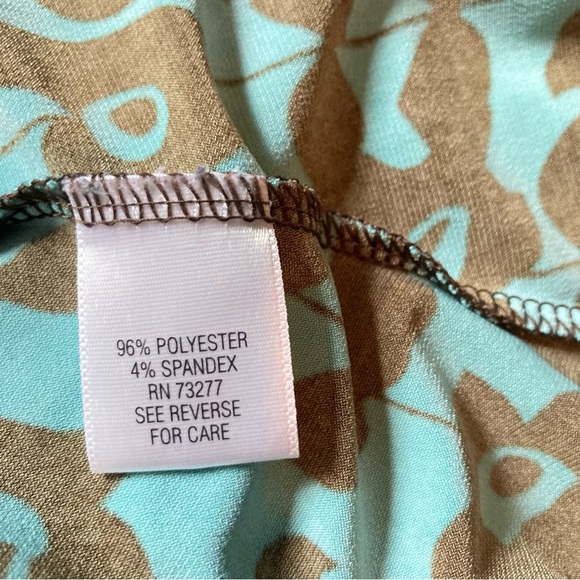 96% POLYESTER
4% SPANDEX
RN 73277
SEE REVERSE
FOR CARE